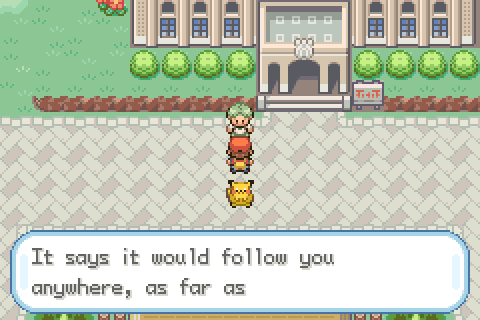 It says it would follow you
anywhere, as far as